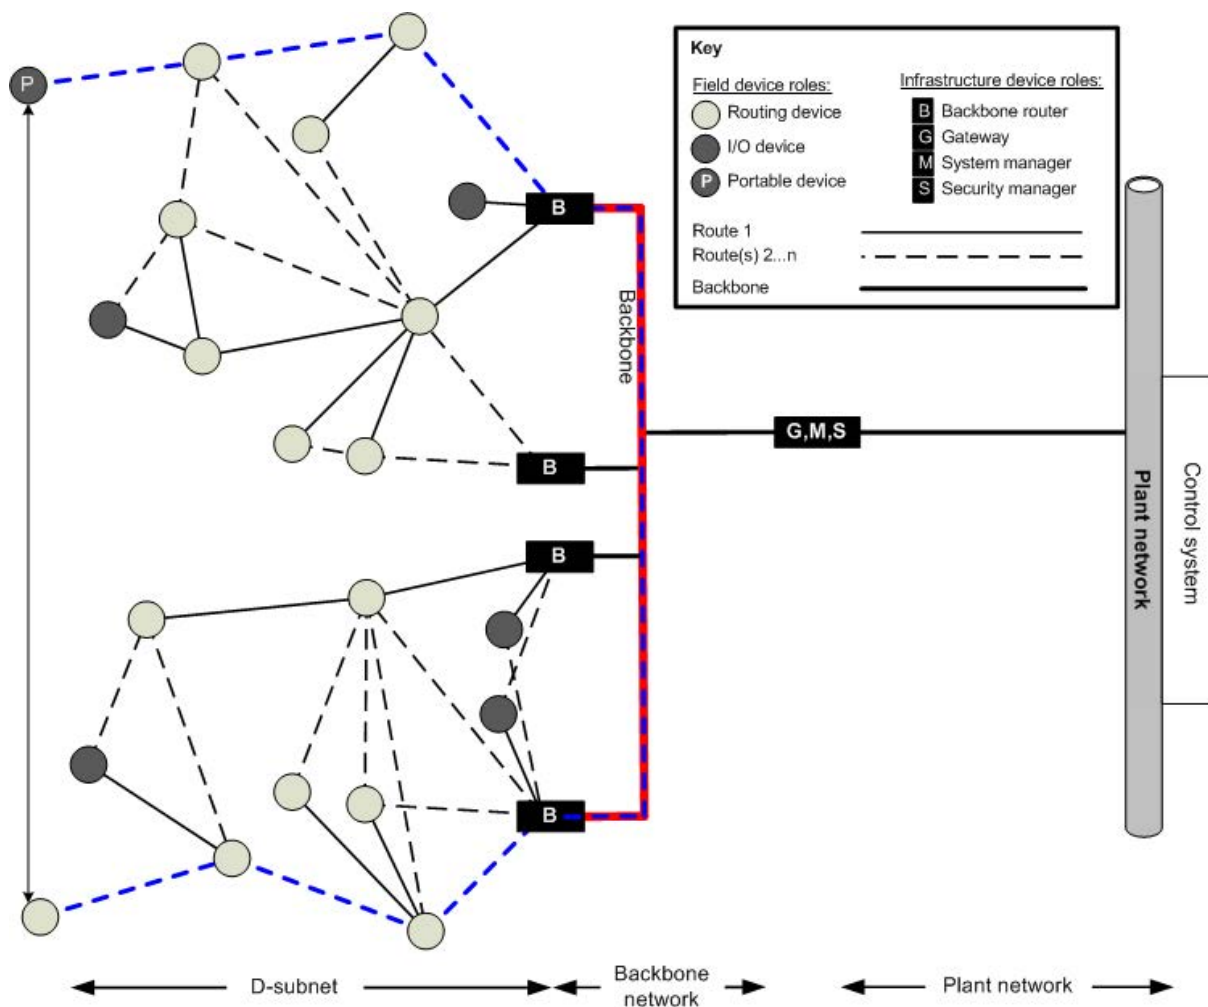 Key
Field device roles:
Routing device
I/O device
P
Portable device
Infrastructure device roles:
B Backbone router
G Gateway
M System manager
S Security manager
Route 1
Route(s) 2...n
Backbone
P
B
Backbone
G,M,S
B
B
B
Plant network
Control system
D-subnet
Backbone
network
Plant network